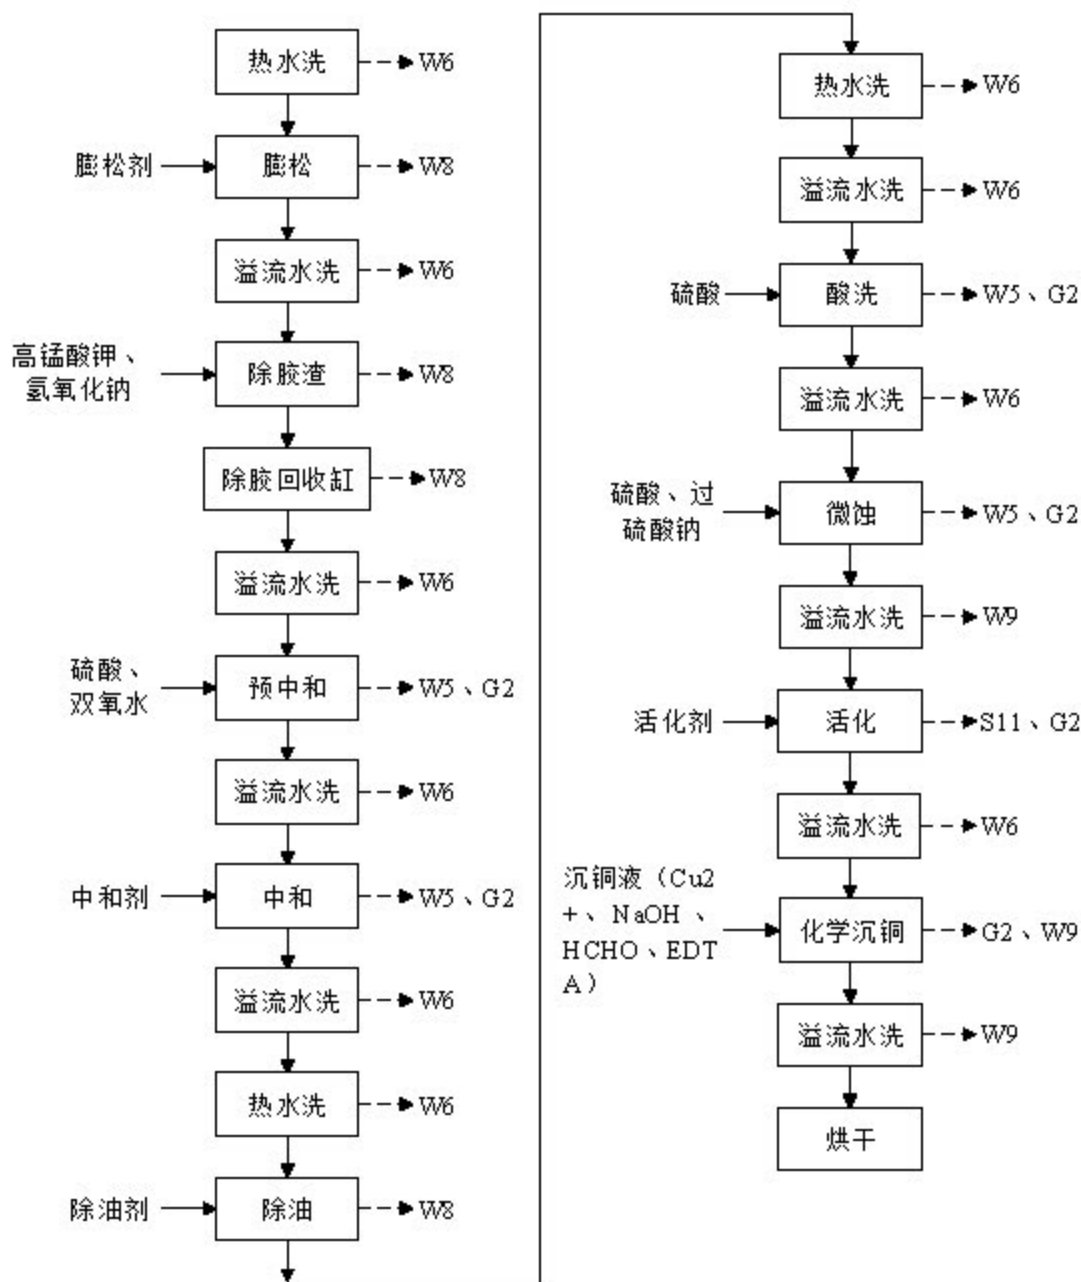 热水洗
W6
膨松剂
膨松
W8
溢流水洗
W6
高锰酸钾、
氢氧化钠
除胶渣
W8
除胶回收缸
W8
溢流水洗
W6
硫酸、
双氧水
预中和
W5、G2
溢流水洗
W6
中和剂
中和
W5、G2
溢流水洗
W6
热水洗
W6
除油剂
除油
W8
热水洗
W6
溢流水洗
W6
硫酸
酸洗
W5、G2
溢流水洗
W6
硫酸、过
硫酸钠
微蚀
W5、G2
溢流水洗
W9
活化剂
活化
S11、G2
溢流水洗
W6
沉铜液（Cu2
+、NaOH、
HCHO、EDT
A）
化学沉铜
G2、W9
溢流水洗
W9
烘干